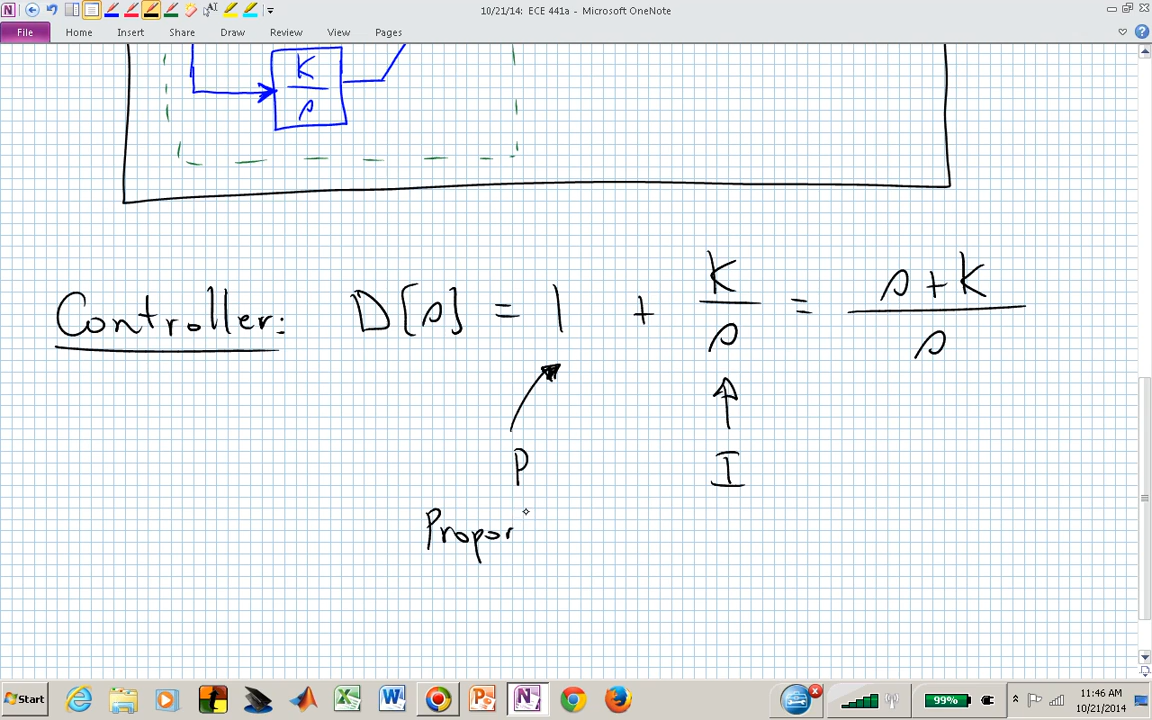 10/21/14: ECE 441a - Microsoft OneNote
File Home Insert Share Draw Review View Pages
K
s
Controller: D[s] = 1 + K/s = s+K/s
P I
Propor
Start 99% 11:46 AM
10/21/2014